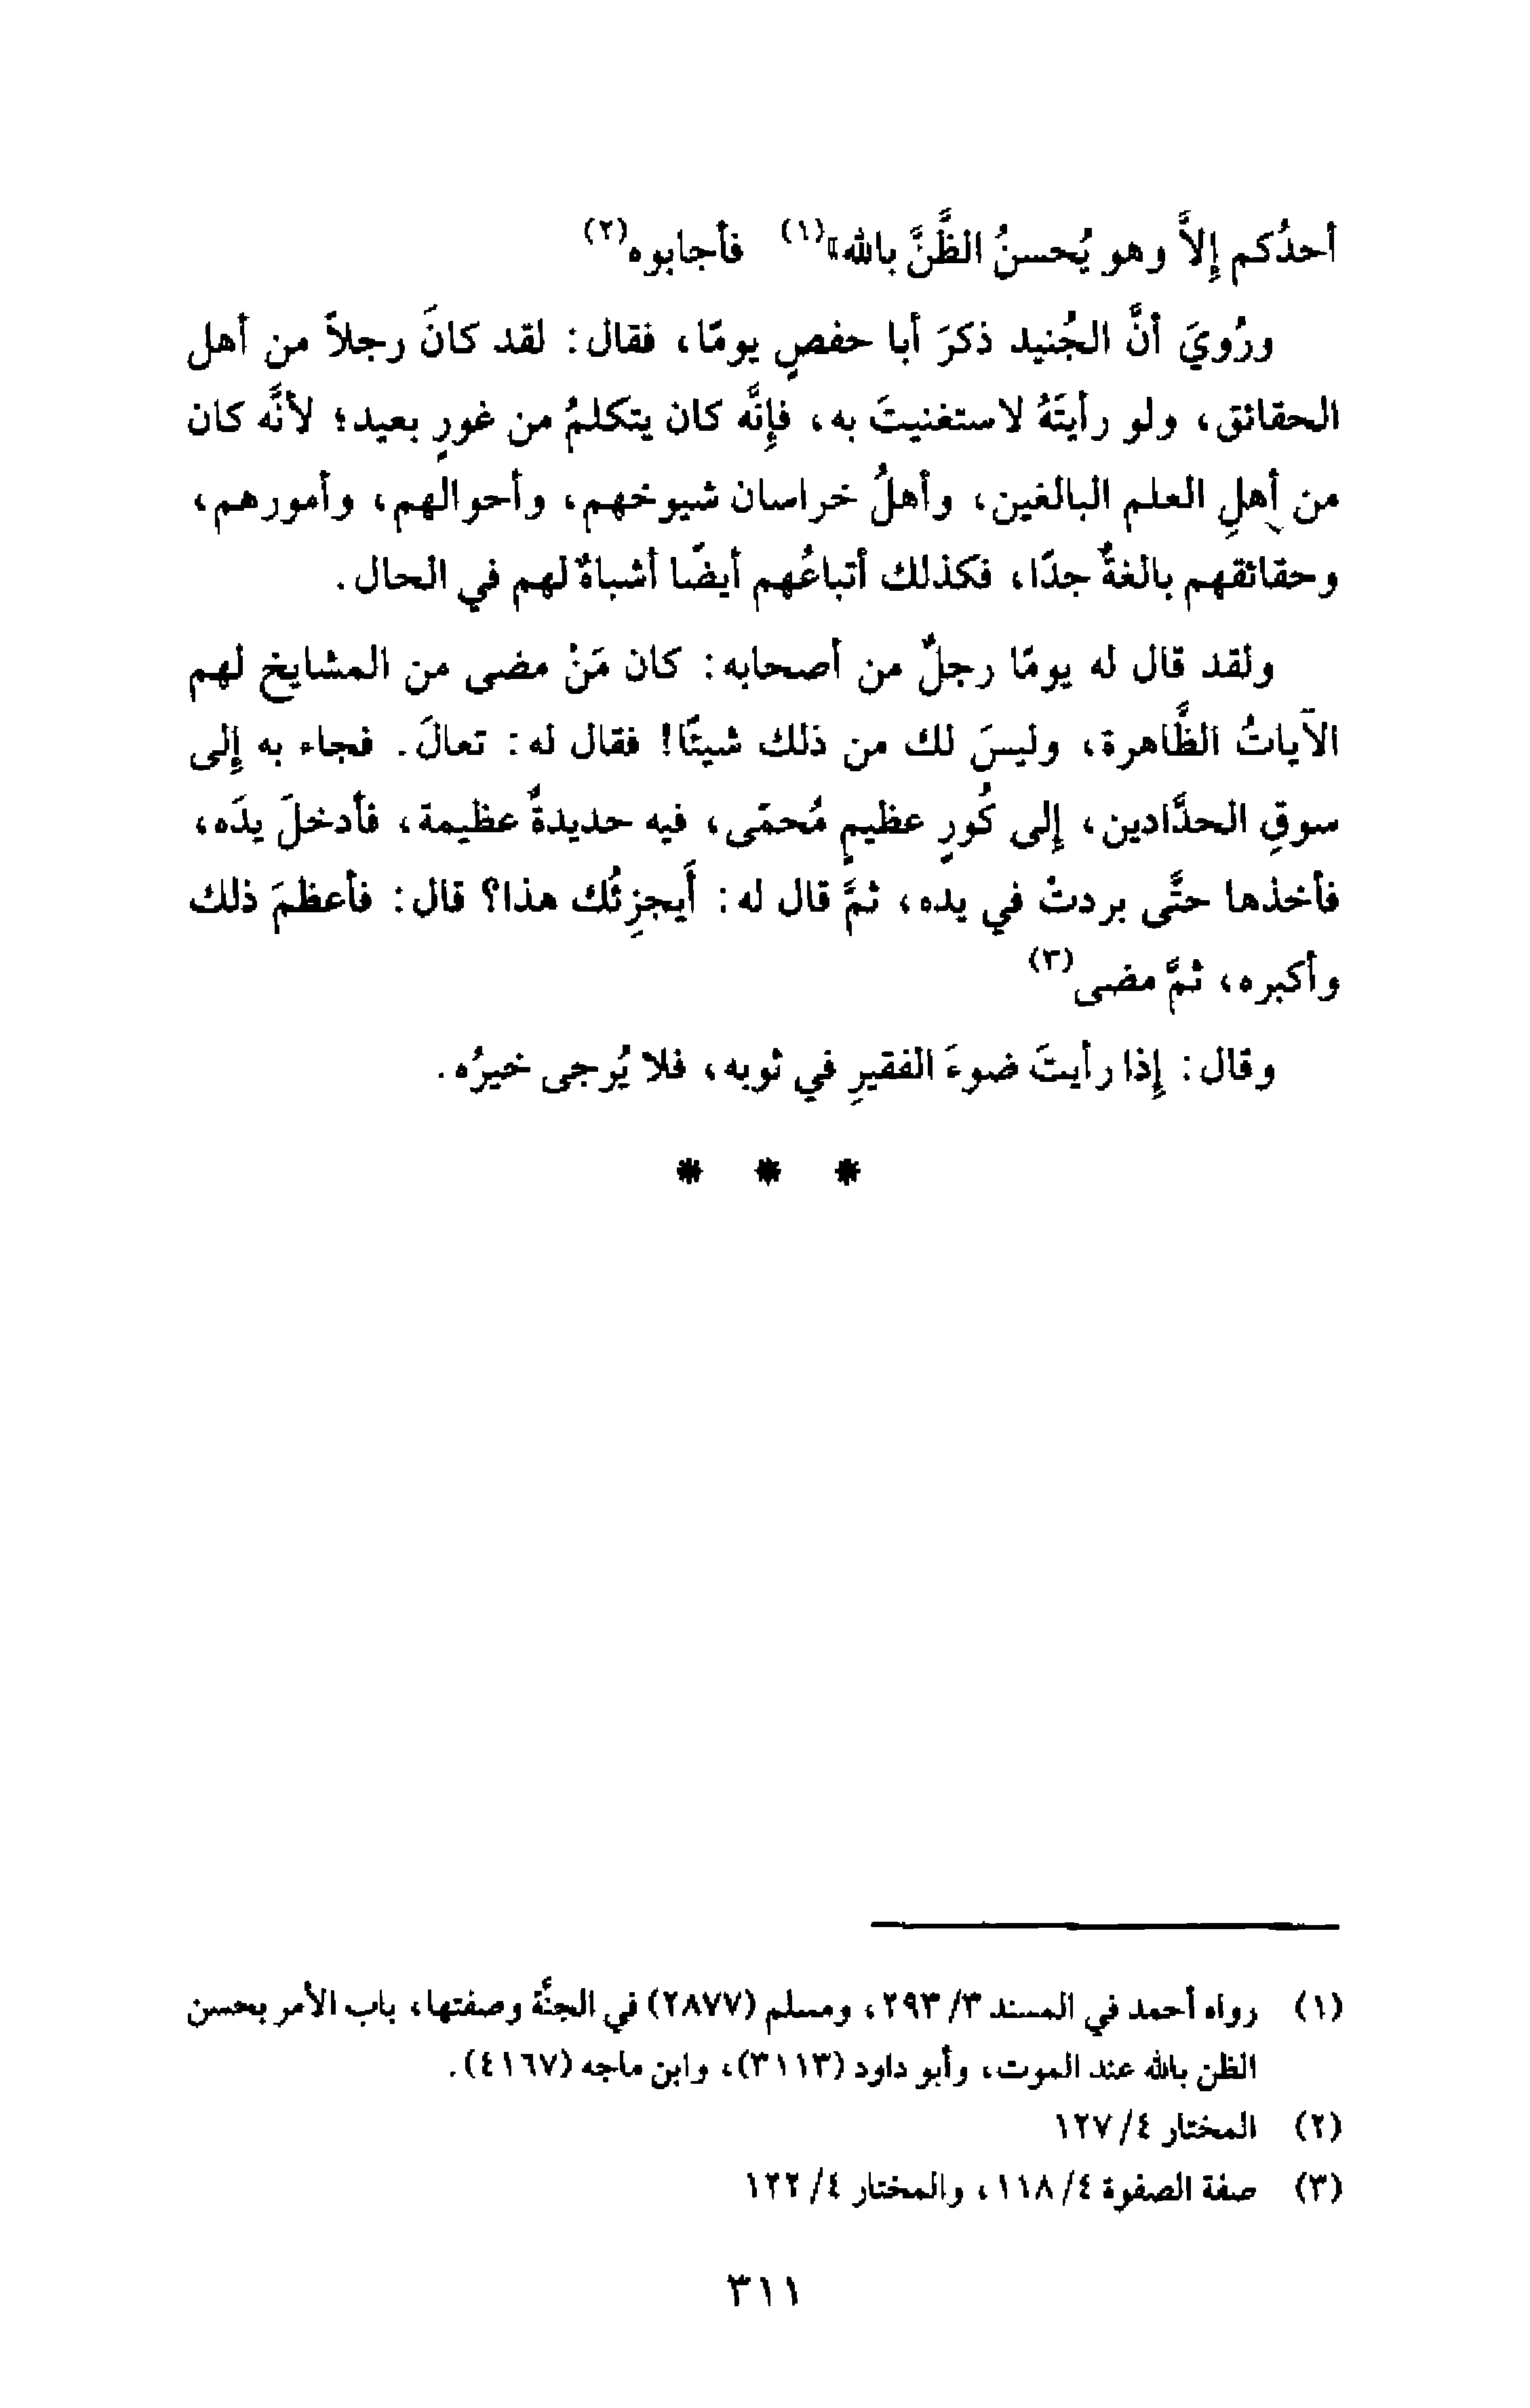 أحدُكم إلاَّ وهو يُحسنُ الظَّنَّ بالله»(١) فأجابوه(٢)
ورُويَ أنَّ الجُنيد ذكرَ أبا حفصٍ يومًا، فقال: لقد كانَ رجلاً من أهل
الحقائق، ولو رأيتَهُ لاستغنيتَ به، فإنَّه كان يتكلمُ من غورٍ بعيد؛ لأنَّه كان
من أهلِ العلم البالغين، وأهلُ خراسان شيوخهم، وأحوالهم، وأمورهم،
وحقائقهم بالغةٌ جدًا، فكذلك أتباعُهم أيضًا أشباهٌ لهم في الحال.
ولقد قال له يومًا رجلٌ من أصحابه: كان مَنْ مضى من المشايخ لهم
الآياتُ الظَّاهرة، وليسَ لك من ذلك شيئًا! فقال له: تعالَ. فجاء به إلى
سوقِ الحدَّادين، إلى كُورٍ عظيمٍ مُحمًى، فيه حديدةٌ عظيمة، فأدخلَ يدَه،
فأخذها حتَّى بردتْ في يده، ثمَّ قال له: أَيجزِئُك هذا؟ قال: فأعظمَ ذلك
وأكبره، ثمَّ مضى(٣)
وقال: إذا رأيتَ ضوءَ الفقيرِ في ثوبه، فلا يُرجى خيرُه.
* * *
(١) رواه أحمد في المسند ٣/ ٢٩٣، ومسلم (٢٨٧٧) في الجنَّة وصفتها، باب الأمر بحسن
الظن بالله عند الموت، وأبو داود (٣١١٣)، وابن ماجه (٤١٦٧).
(٢) المختار ٤/ ١٢٧
(٣) صفة الصفوة ٤/ ١١٨، والمختار ٤/ ١٢٢
٣١١